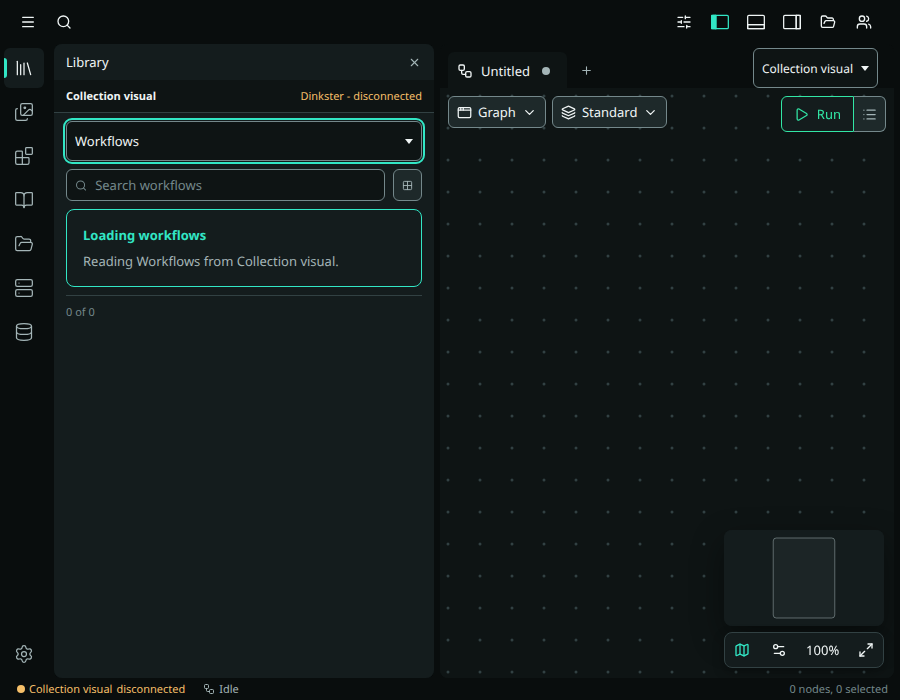 Library
Untitled
Collection visual
Collection visual
Dinkster - disconnected
Graph
Standard
Run
Workflows
Search workflows
Loading workflows
Reading Workflows from Collection visual.
0 of 0
100%
Collection visual disconnected
Idle
0 nodes, 0 selected